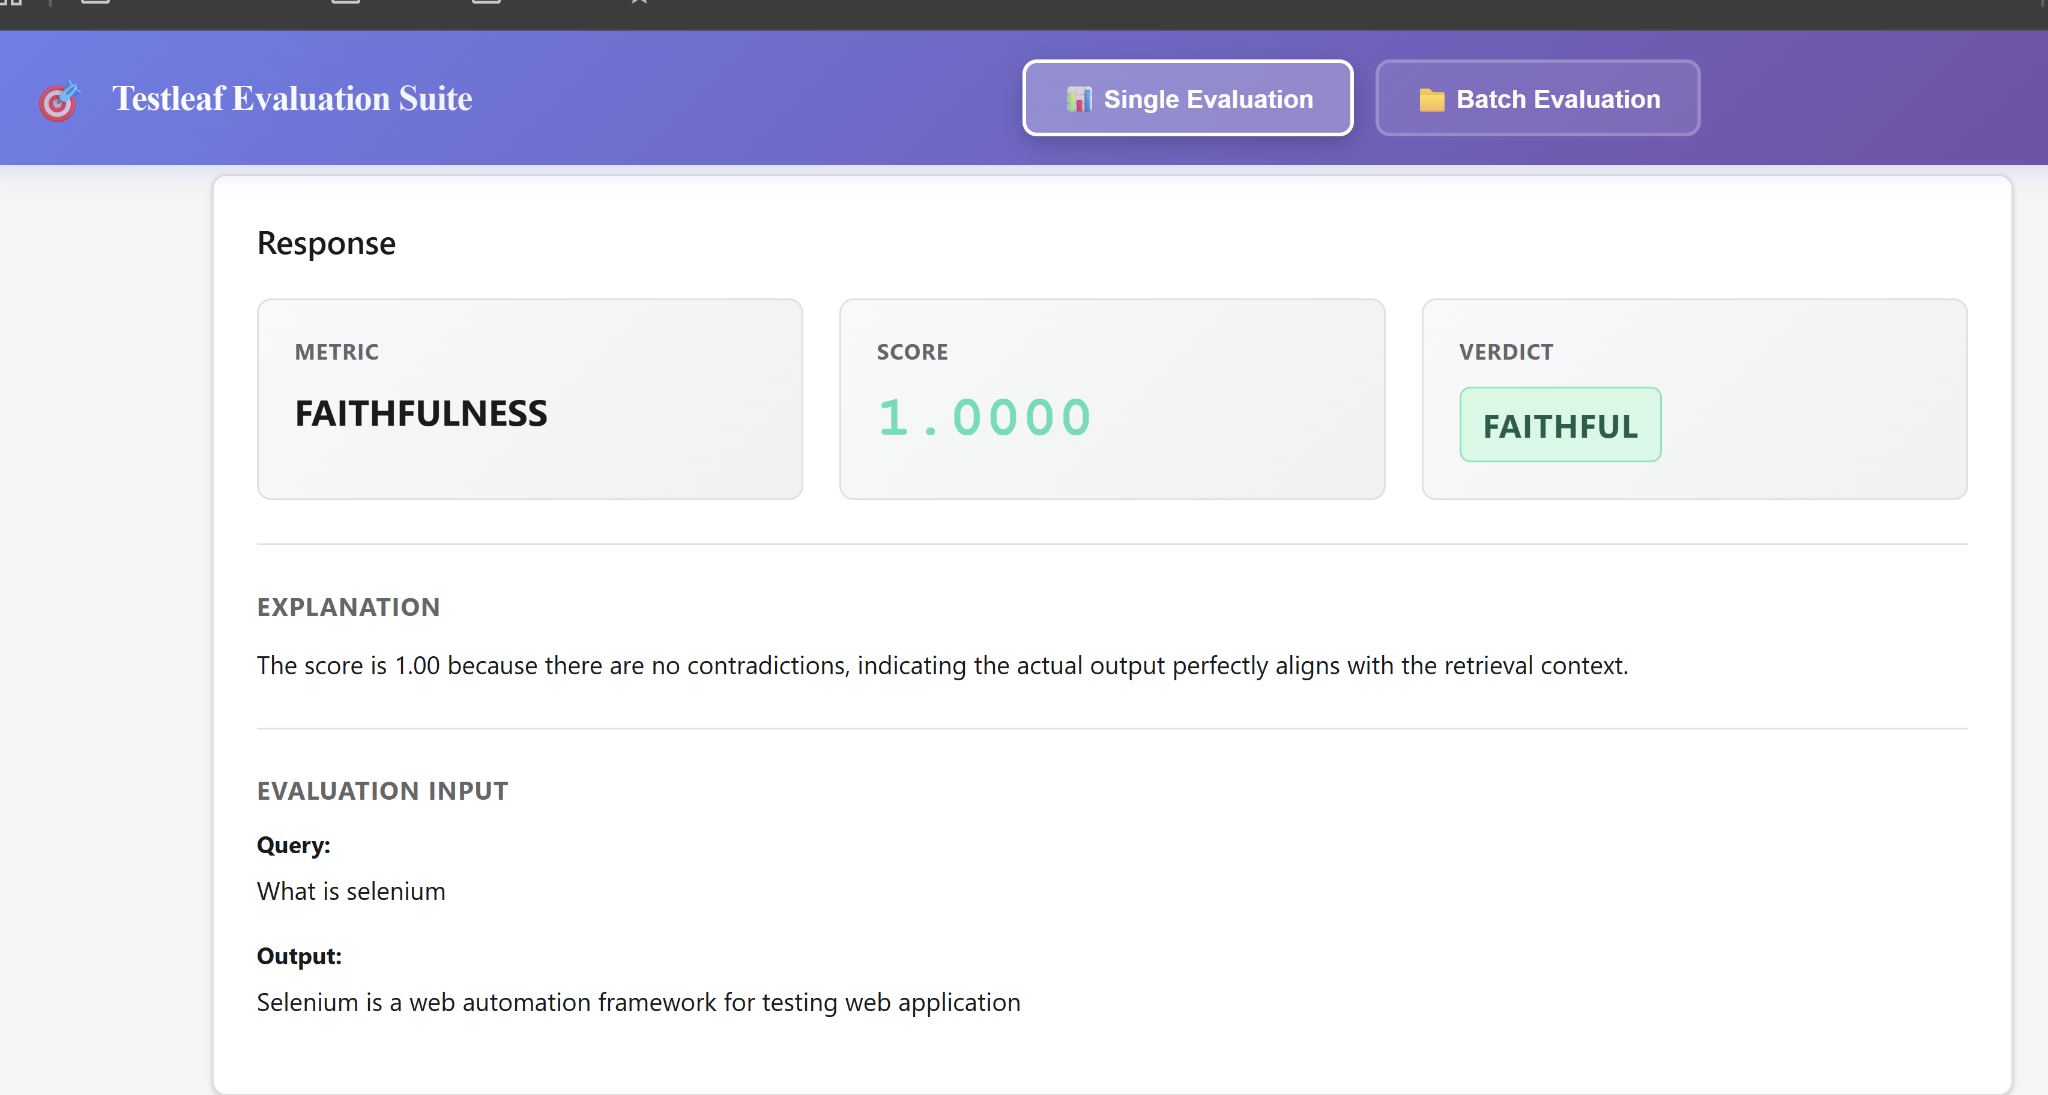 Testleaf Evaluation Suite
Single Evaluation
Batch Evaluation
Response
METRIC
FAITHFULNESS
SCORE
1.0000
VERDICT
FAITHFUL
EXPLANATION
The score is 1.00 because there are no contradictions, indicating the actual output perfectly aligns with the retrieval context.
EVALUATION INPUT
Query:
What is selenium
Output:
Selenium is a web automation framework for testing web application